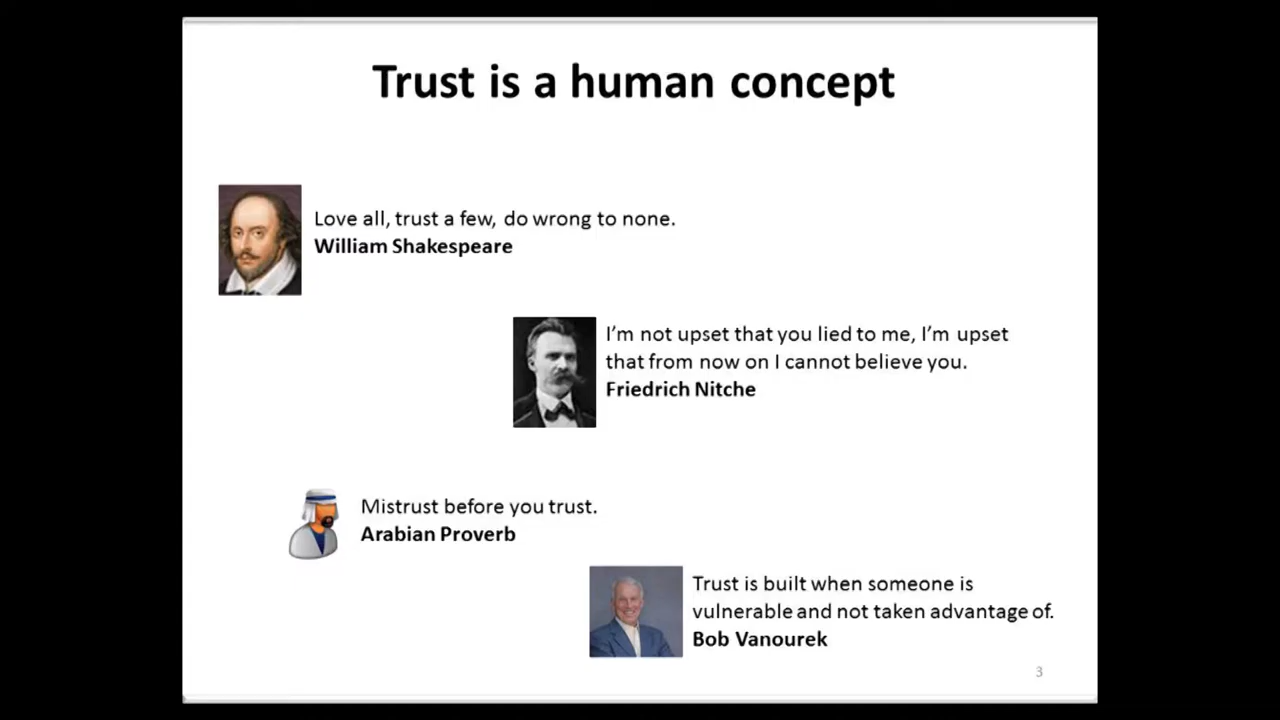 Trust is a human concept
Love all, trust a few, do wrong to none.
William Shakespeare
I'm not upset that you lied to me, I'm upset
that from now on I cannot believe you.
Friedrich Nitche
Mistrust before you trust.
Arabian Proverb
Trust is built when someone is
vulnerable and not taken advantage of.
Bob Vanourek
3